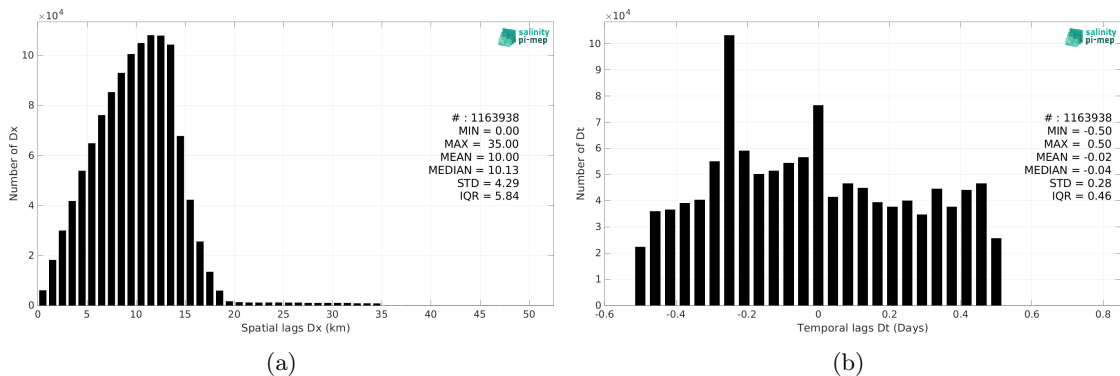 ×10⁴
10
8
6
4
2
0
Number of Dx
0 5 10 15 20 25 30 35 40 45 50
Spatial lags Dx (km)
salinity
pi-mep
# : 1163938
MIN = 0.00
MAX = 35.00
MEAN = 10.00
MEDIAN = 10.13
STD = 4.29
IQR = 5.84
(a)
×10⁴
10
9
8
7
6
5
4
3
2
1
0
Number of Dt
-0.6 -0.4 -0.2 0 0.2 0.4 0.6 0.8
Temporal lags Dt (Days)
salinity
pi-mep
# : 1163938
MIN = -0.50
MAX = 0.50
MEAN = -0.02
MEDIAN = -0.04
STD = 0.28
IQR = 0.46
(b)